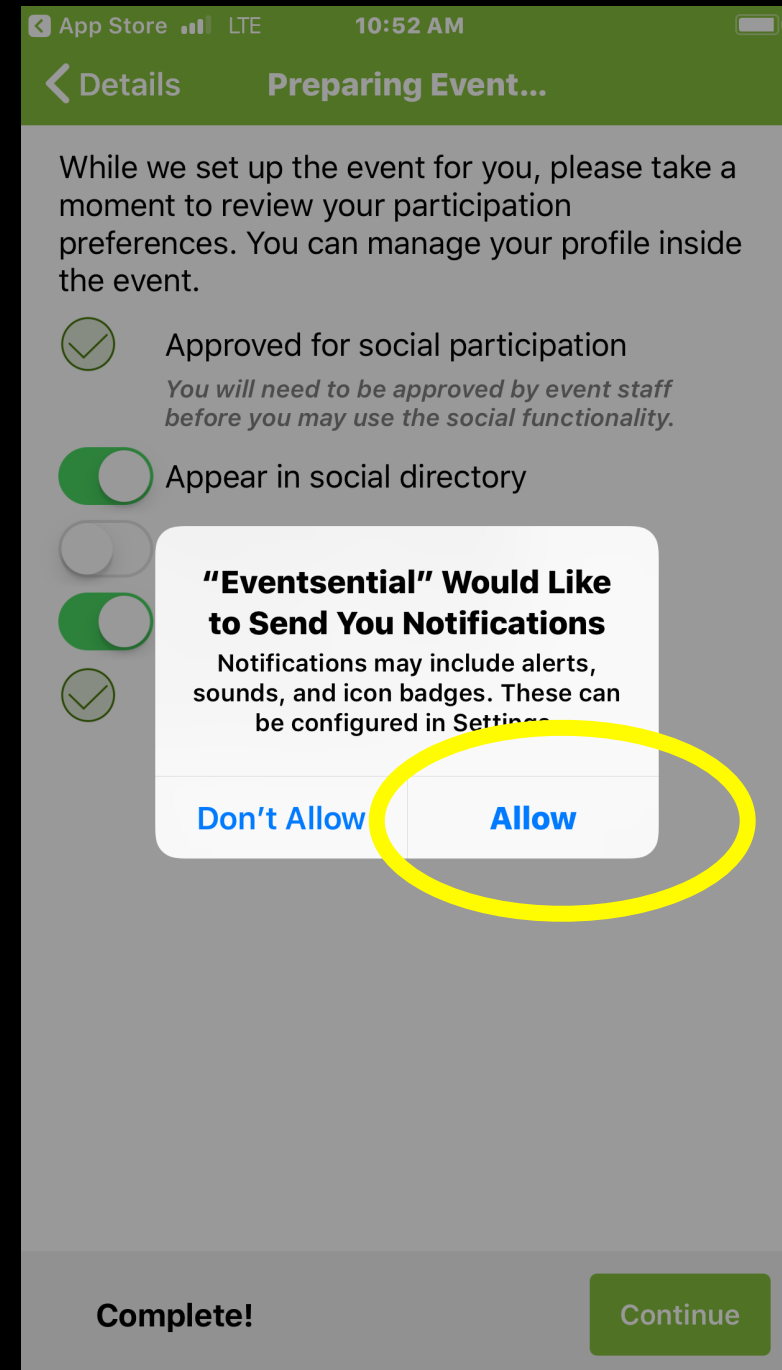 App Store LTE 10:52 AM
Details Preparing Event...
While we set up the event for you, please take a
moment to review your participation
preferences. You can manage your profile inside
the event.
Approved for social participation
You will need to be approved by event staff
before you may use the social functionality.
Appear in social directory
“Eventsential” Would Like
to Send You Notifications
Notifications may include alerts,
sounds, and icon badges. These can
be configured in Settings.
Don’t Allow Allow
Complete! Continue